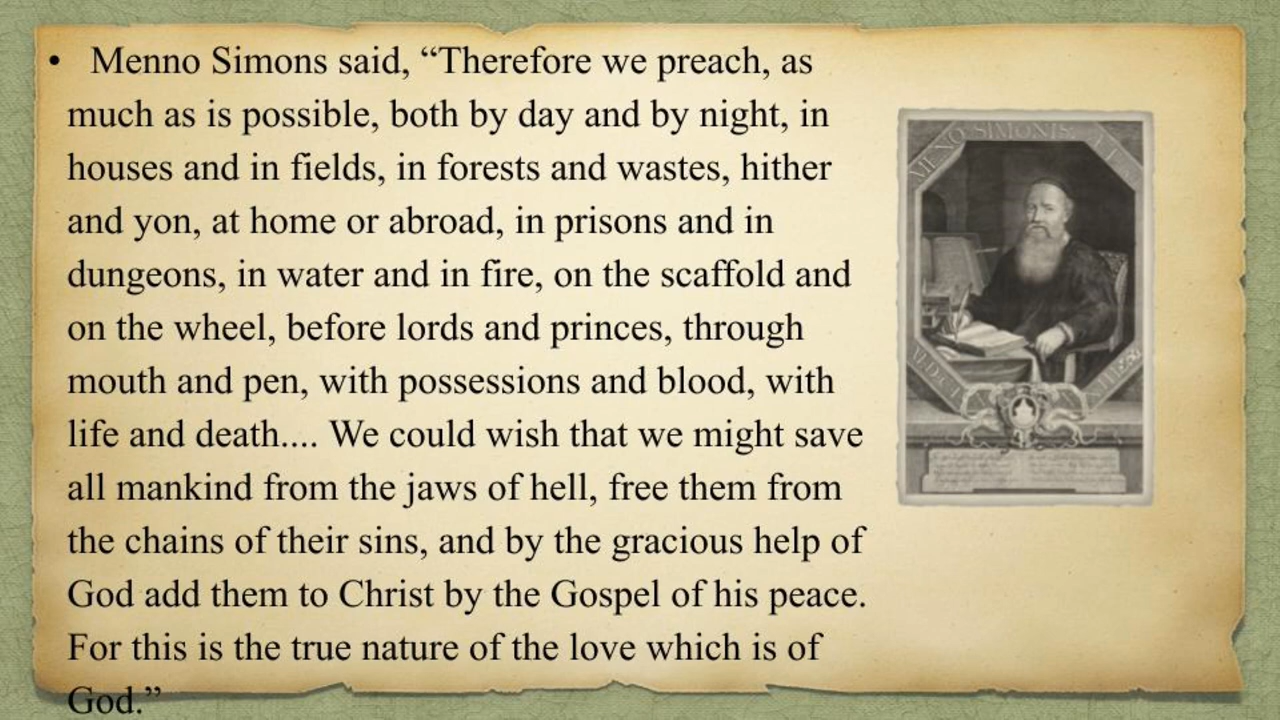 • Menno Simons said, “Therefore we preach, as
much as is possible, both by day and by night, in
houses and in fields, in forests and wastes, hither
and yon, at home or abroad, in prisons and in
dungeons, in water and in fire, on the scaffold and
on the wheel, before lords and princes, through
mouth and pen, with possessions and blood, with
life and death.... We could wish that we might save
all mankind from the jaws of hell, free them from
the chains of their sins, and by the gracious help of
God add them to Christ by the Gospel of his peace.
For this is the true nature of the love which is of
God.”
MENO SIMONIS